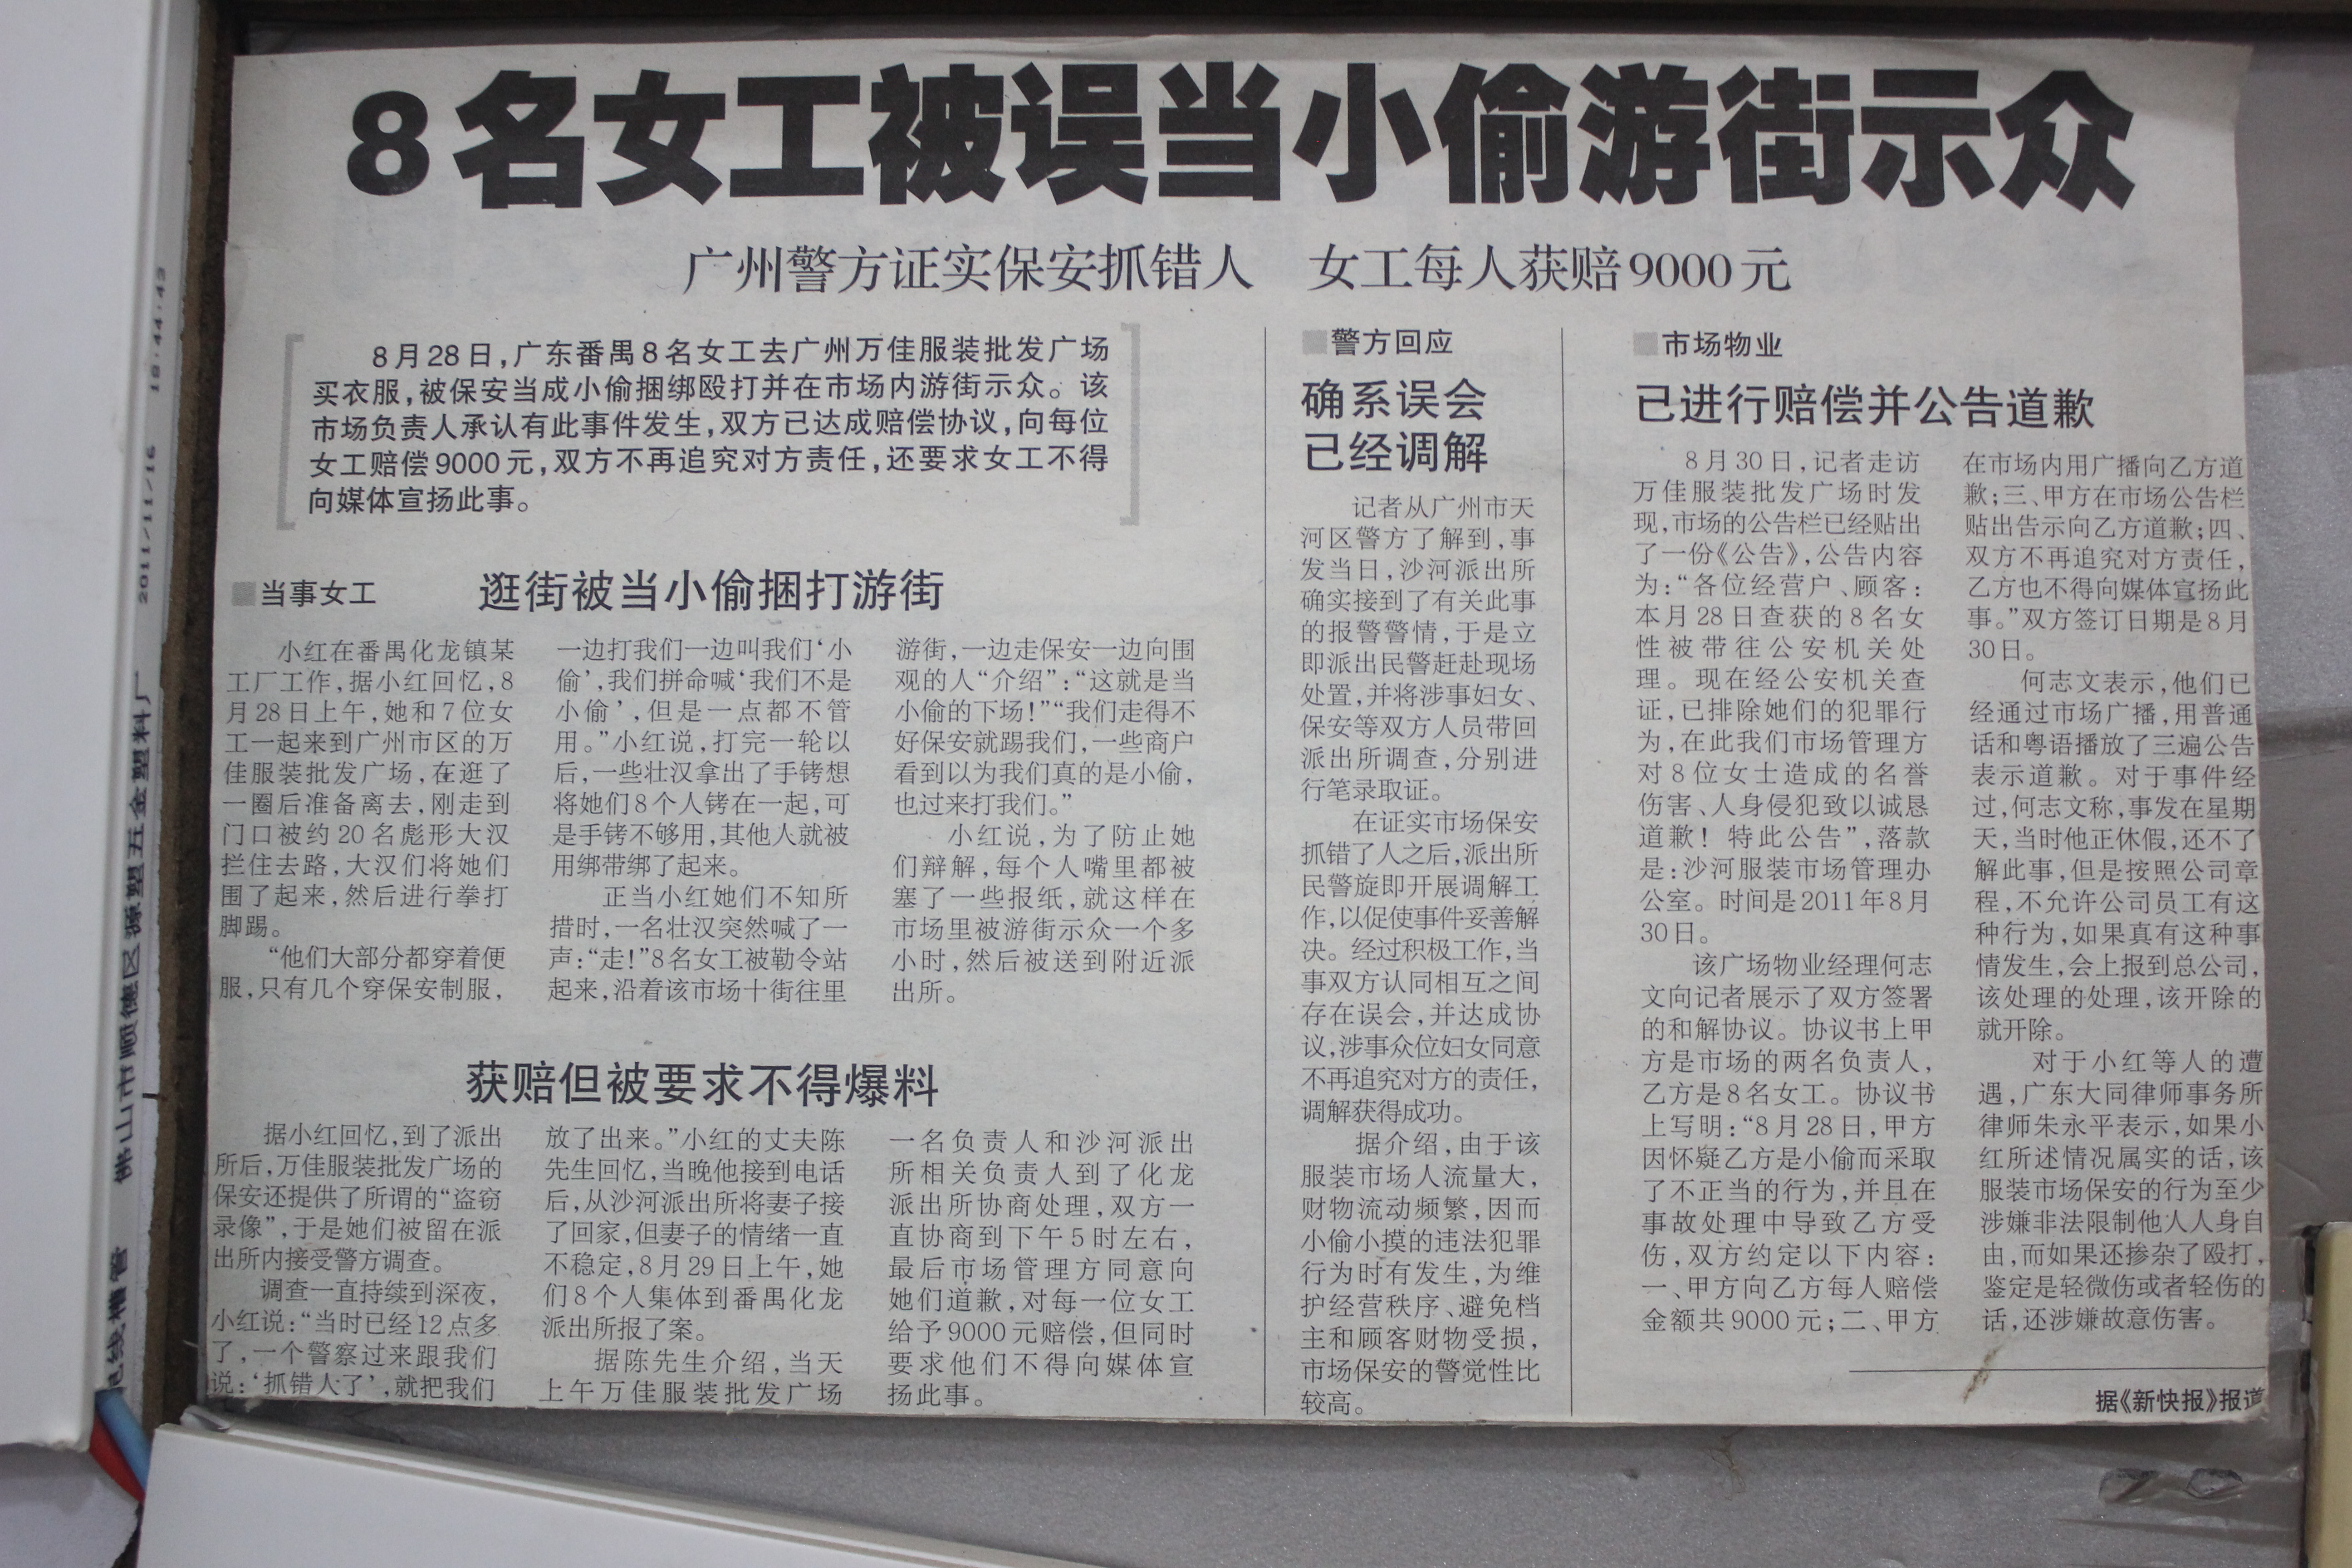 8名女工被误当小偷游街示众
广州警方证实保安抓错人 女工每人获赔9000元
8月28日,广东番禺8名女工去广州万佳服装批发广场
买衣服,被保安当成小偷捆绑殴打并在市场内游街示众。该
市场负责人承认有此事件发生,双方已达成赔偿协议,向每位
女工赔偿9000元,双方不再追究对方责任,还要求女工不得
向媒体宣扬此事。
■当事女工 逛街被当小偷捆打游街
小红在番禺化龙镇某
工厂工作,据小红回忆,8
月28日上午,她和7位女
工一起来到广州市区的万
佳服装批发广场,在逛了
一圈后准备离去,刚走到
门口被约20名彪形大汉
拦住去路,大汉们将她们
围了起来,然后进行拳打
脚踢。
“他们大部分都穿着便
服,只有几个穿保安制服,
一边打我们一边叫我们‘小
偷’,我们拼命喊‘我们不是
小偷’,但是一点都不管
用。”小红说,打完一轮以
后,一些壮汉拿出了手铐想
将她们8个人铐在一起,可
是手铐不够用,其他人就被
用绑带绑了起来。
正当小红她们不知所
措时,一名壮汉突然喊了一
声:“走!”8名女工被勒令站
起来,沿着该市场十街往里
游街,一边走保安一边向围
观的人“介绍”:“这就是当
小偷的下场!”“我们走得不
好保安就踢我们,一些商户
看到以为我们真的是小偷,
也过来打我们。”
小红说,为了防止她
们辩解,每个人嘴里都被
塞了一些报纸,就这样在
市场里被游街示众一个多
小时,然后被送到附近派
出所。
获赔但被要求不得爆料
据小红回忆,到了派出
所后,万佳服装批发广场的
保安还提供了所谓的“盗窃
录像”,于是她们被留在派
出所内接受警方调查。
调查一直持续到深夜,
小红说:“当时已经12点多
了,一个警察过来跟我们
说:‘抓错人了’,就把我们
放了出来。”小红的丈夫陈
先生回忆,当晚他接到电话
后,从沙河派出所将妻子接
了回家,但妻子的情绪一直
不稳定,8月29日上午,她
们8个人集体到番禺化龙
派出所报了案。
据陈先生介绍,当天
上午万佳服装批发广场
一名负责人和沙河派出
所相关负责人到了化龙
派出所协商处理,双方一
直协商到下午5时左右,
最后市场管理方同意向
她们道歉,对每一位女工
给予9000元赔偿,但同时
要求他们不得向媒体宣
扬此事。
■警方回应
确系误会
已经调解
记者从广州市天
河区警方了解到,事
发当日,沙河派出所
确实接到了有关此事
的报警警情,于是立
即派出民警赶赴现场
处置,并将涉事妇女、
保安等双方人员带回
派出所调查,分别进
行笔录取证。
在证实市场保安
抓错了人之后,派出所
民警旋即开展调解工
作,以促使事件妥善解
决。经过积极工作,当
事双方认同相互之间
存在误会,并达成协
议,涉事众位妇女同意
不再追究对方的责任,
调解获得成功。
据介绍,由于该
服装市场人流量大,
财物流动频繁,因而
小偷小摸的违法犯罪
行为时有发生,为维
护经营秩序、避免档
主和顾客财物受损,
市场保安的警觉性比
较高。
■市场物业
已进行赔偿并公告道歉
8月30日,记者走访
万佳服装批发广场时发
现,市场的公告栏已经贴出
了一份《公告》,公告内容
为:“各位经营户、顾客:
本月28日查获的8名女
性被带往公安机关处
理。现在经公安机关查
证,已排除她们的犯罪行
为,在此我们市场管理方
对8位女士造成的名誉
伤害、人身侵犯致以诚恳
道歉!特此公告”,落款
是:沙河服装市场管理办
公室。时间是2011年8月
30日。
该广场物业经理何志
文向记者展示了双方签署
的和解协议。协议书上甲
方是市场的两名负责人,
乙方是8名女工。协议书
上写明:“8月28日,甲方
因怀疑乙方是小偷而采取
了不正当的行为,并且在
事故处理中导致乙方受
伤,双方约定以下内容:
一、甲方向乙方每人赔偿
金额共9000元;二、甲方
在市场内用广播向乙方道
歉;三、甲方在市场公告栏
贴出告示向乙方道歉;四、
双方不再追究对方责任,
乙方也不得向媒体宣扬此
事。”双方签订日期是8月
30日。
何志文表示,他们已
经通过市场广播,用普通
话和粤语播放了三遍公告
表示道歉。对于事件经
过,何志文称,事发在星期
天,当时他正休假,还不了
解此事,但是按照公司章
程,不允许公司员工有这
种行为,如果真有这种事
情发生,会上报到总公司,
该处理的处理,该开除的
就开除。
对于小红等人的遭
遇,广东大同律师事务所
律师朱永平表示,如果小
红所述情况属实的话,该
服装市场保安的行为至少
涉嫌非法限制他人人身自
由,而如果还掺杂了殴打,
鉴定是轻微伤或者轻伤的
话,还涉嫌故意伤害。
据《新快报》报道
线槽管 佛山市顺德区源塑五金塑料厂 2011/11/16 18:44:43